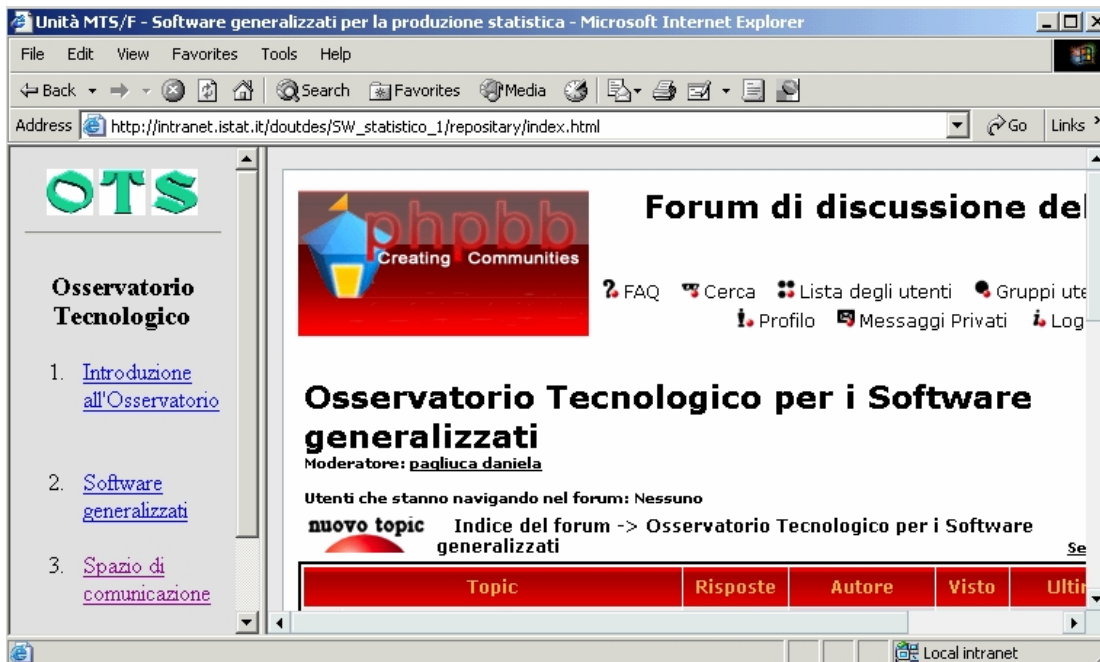 Unità MTS/F - Software generalizzati per la produzione statistica - Microsoft Internet Explorer
File Edit View Favorites Tools Help
Back Search Favorites Media
Address http://intranet.istat.it/doutdes/SW_statistico_1/repositary/index.html Go Links
OTS
Osservatorio
Tecnologico
1. Introduzione
all'Osservatorio
2. Software
generalizzati
3. Spazio di
comunicazione
phpbb
Creating Communities
Forum di discussione del
FAQ Cerca Lista degli utenti Gruppi ute
Profilo Messaggi Privati Log
Osservatorio Tecnologico per i Software
generalizzati
Moderatore: pagliuca daniela
Utenti che stanno navigando nel forum: Nessuno
nuovo topic Indice del forum -> Osservatorio Tecnologico per i Software
generalizzati
Se
Topic Risposte Autore Visto Ultim
Local intranet